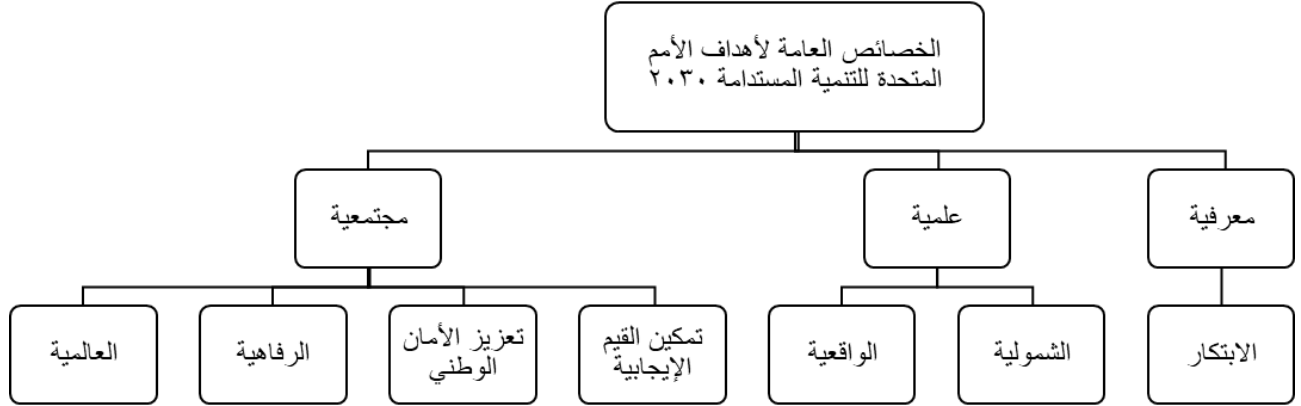 الخصائص العامة لأهداف الأمم
المتحدة للتنمية المستدامة ٢٠٣٠
معرفية
علمية
مجتمعية
الابتكار
الشمولية
الواقعية
تمكين القيم
الإيجابية
تعزيز الأمان
الوطني
الرفاهية
العالمية